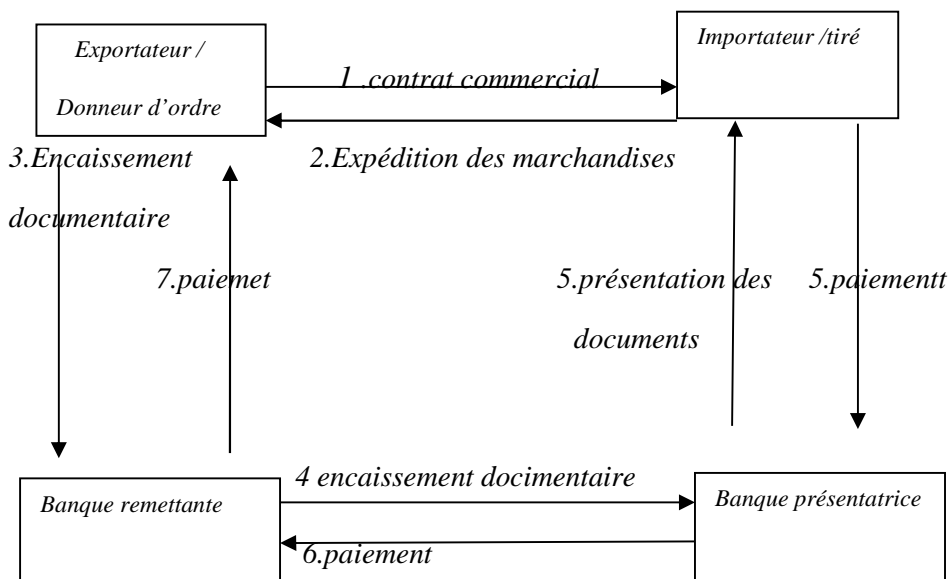 Exportateur /
Donneur d'ordre
Importateur /tiré
1 .contrat commercial
2.Expédition des marchandises
3.Encaissement
documentaire
7.paiemet
5.présentation des
documents
5.paiementt
4 encaissement docimentaire
Banque remettante
Banque présentatrice
6.paiement